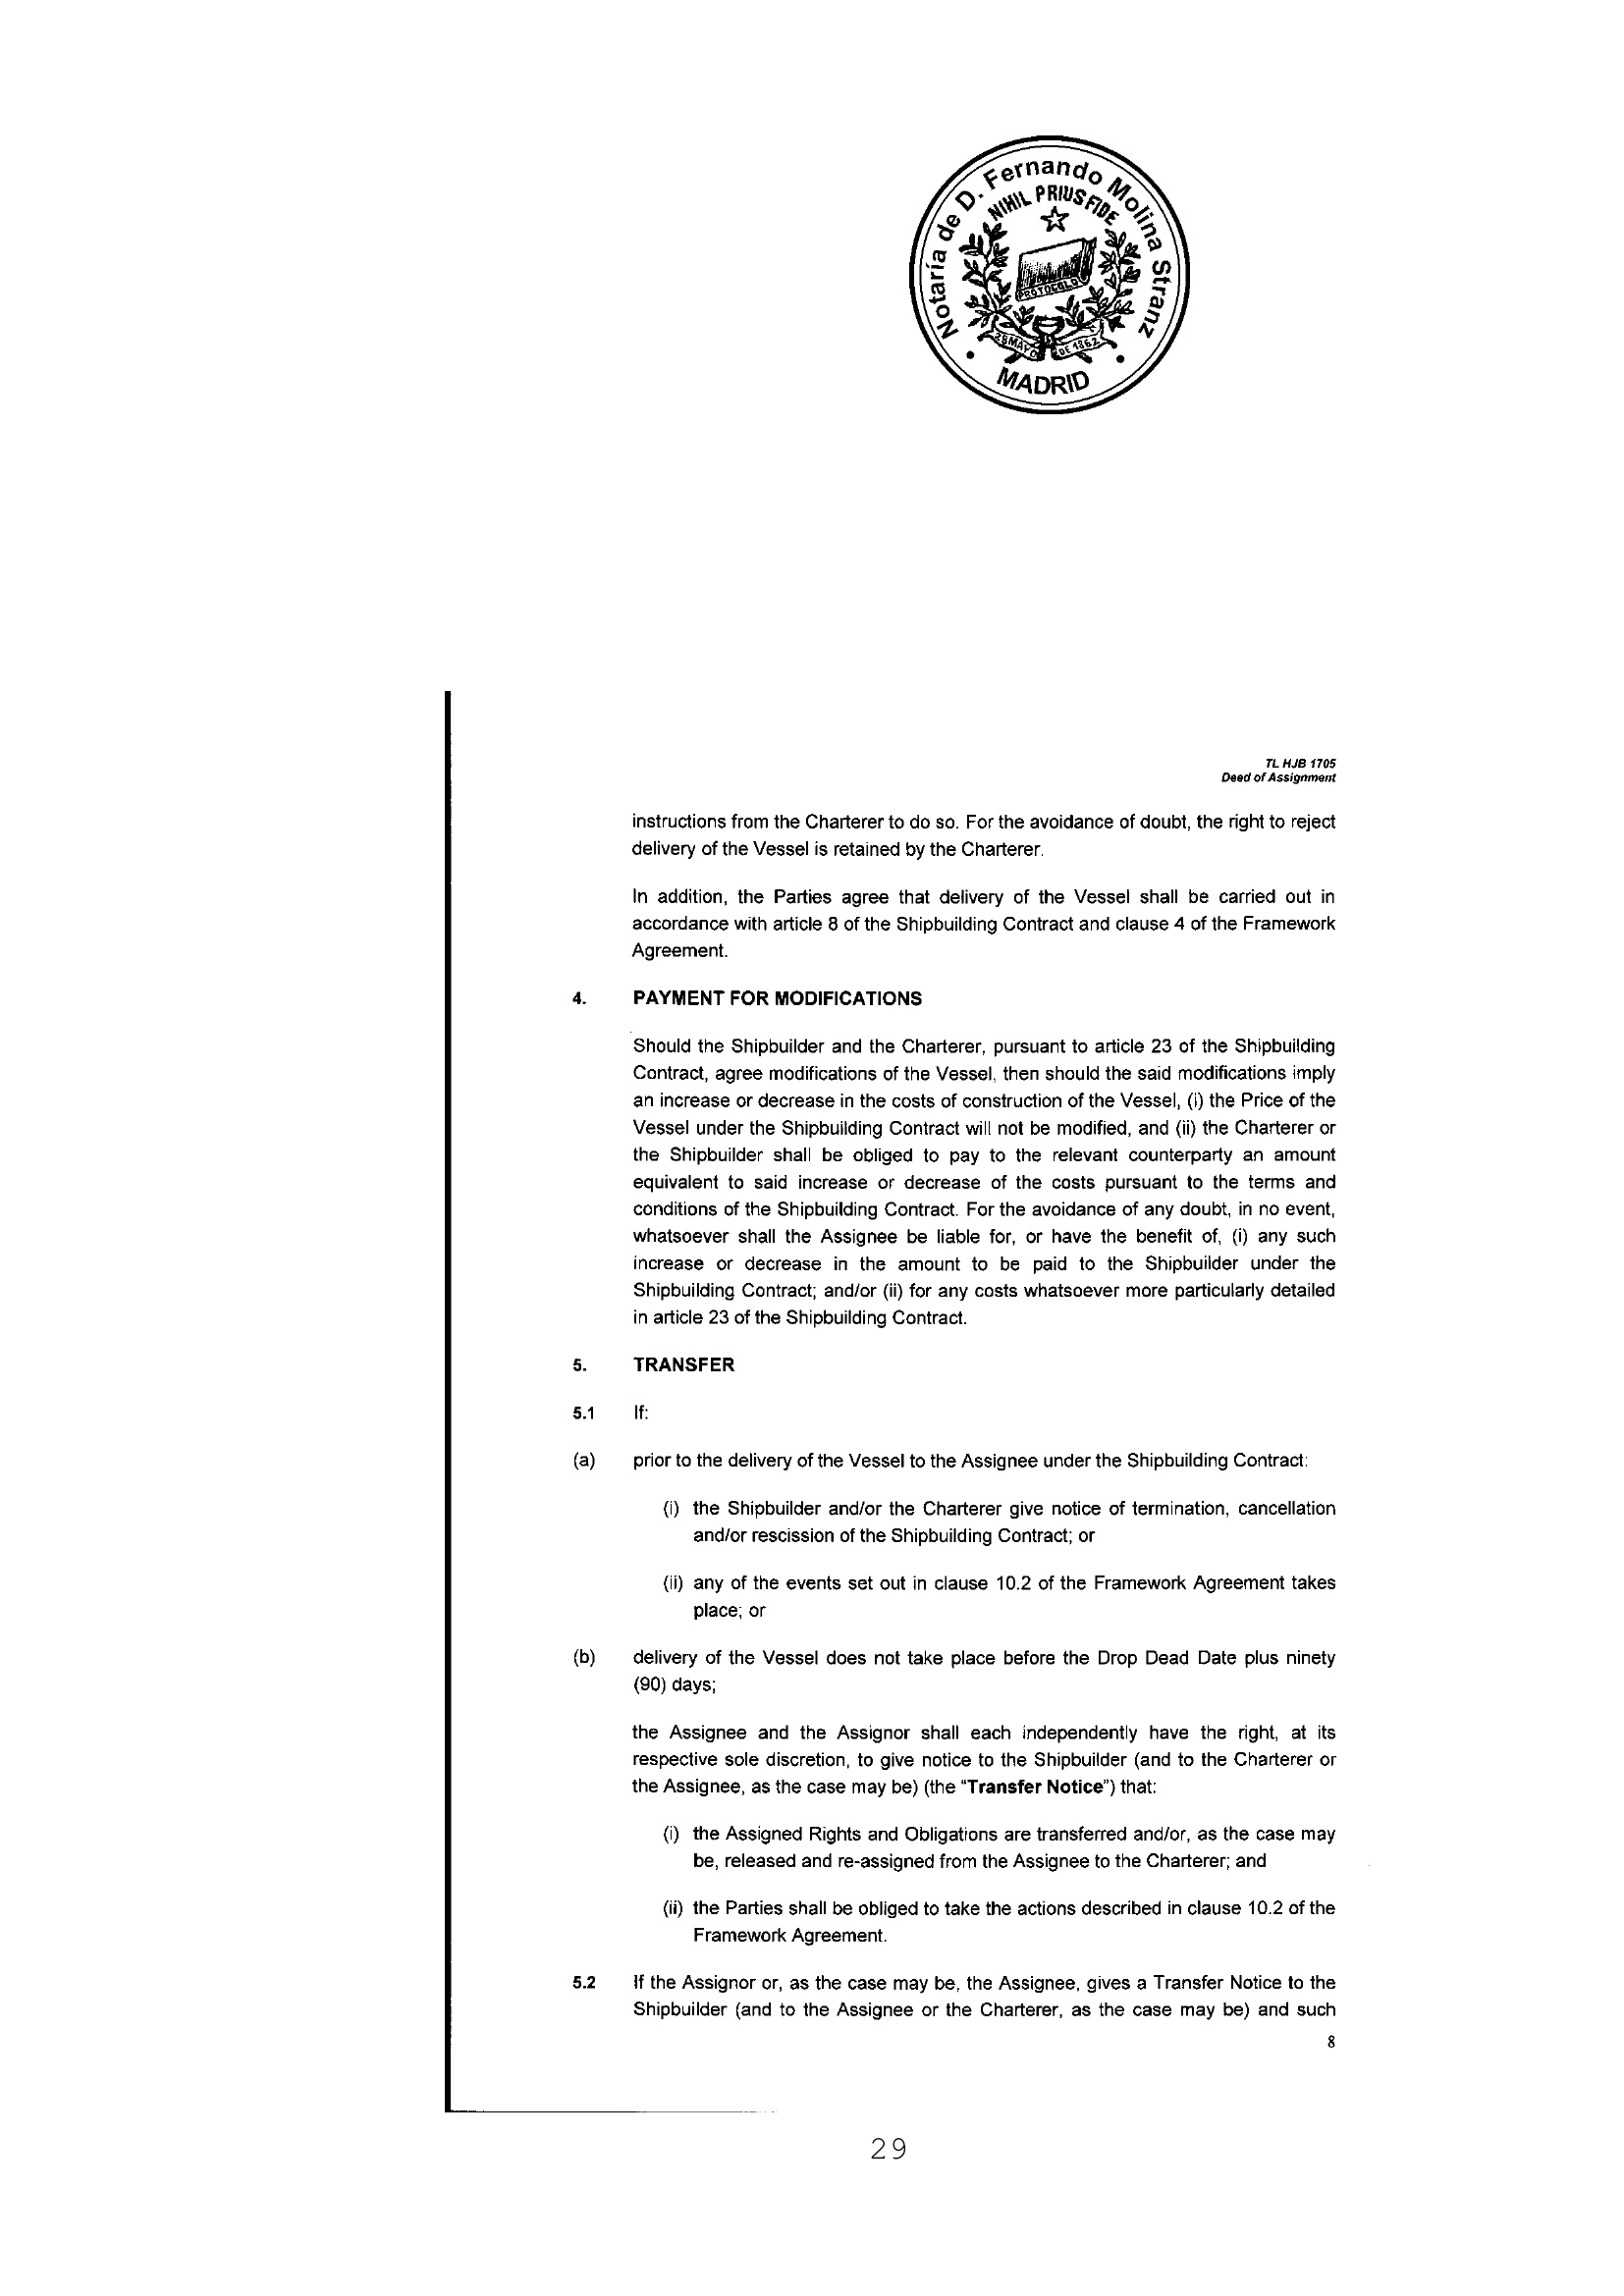 Notaría de D. Fernando Molina Stranz
NIHIL PRIUS FIDE
PROTOCOLO
28 MAYO DE 1862
MADRID
TL HJB 1705
Deed of Assignment
instructions from the Charterer to do so. For the avoidance of doubt, the right to reject
delivery of the Vessel is retained by the Charterer.
In addition, the Parties agree that delivery of the Vessel shall be carried out in
accordance with article 8 of the Shipbuilding Contract and clause 4 of the Framework
Agreement.
4. PAYMENT FOR MODIFICATIONS
Should the Shipbuilder and the Charterer, pursuant to article 23 of the Shipbuilding
Contract, agree modifications of the Vessel, then should the said modifications imply
an increase or decrease in the costs of construction of the Vessel, (i) the Price of the
Vessel under the Shipbuilding Contract will not be modified, and (ii) the Charterer or
the Shipbuilder shall be obliged to pay to the relevant counterparty an amount
equivalent to said increase or decrease of the costs pursuant to the terms and
conditions of the Shipbuilding Contract. For the avoidance of any doubt, in no event,
whatsoever shall the Assignee be liable for, or have the benefit of, (i) any such
increase or decrease in the amount to be paid to the Shipbuilder under the
Shipbuilding Contract; and/or (ii) for any costs whatsoever more particularly detailed
in article 23 of the Shipbuilding Contract.
5. TRANSFER
5.1 If:
(a) prior to the delivery of the Vessel to the Assignee under the Shipbuilding Contract:
(i) the Shipbuilder and/or the Charterer give notice of termination, cancellation
and/or rescission of the Shipbuilding Contract; or
(ii) any of the events set out in clause 10.2 of the Framework Agreement takes
place; or
(b) delivery of the Vessel does not take place before the Drop Dead Date plus ninety
(90) days;
the Assignee and the Assignor shall each independently have the right, at its
respective sole discretion, to give notice to the Shipbuilder (and to the Charterer or
the Assignee, as the case may be) (the “Transfer Notice”) that:
(i) the Assigned Rights and Obligations are transferred and/or, as the case may
be, released and re-assigned from the Assignee to the Charterer; and
(ii) the Parties shall be obliged to take the actions described in clause 10.2 of the
Framework Agreement.
5.2 If the Assignor or, as the case may be, the Assignee, gives a Transfer Notice to the
Shipbuilder (and to the Assignee or the Charterer, as the case may be) and such
8
29